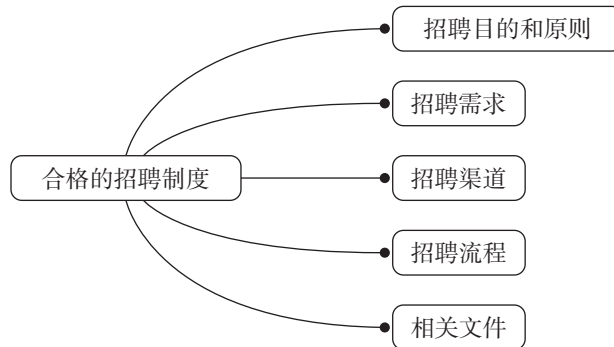 招聘目的和原则
招聘需求
合格的招聘制度
招聘渠道
招聘流程
相关文件